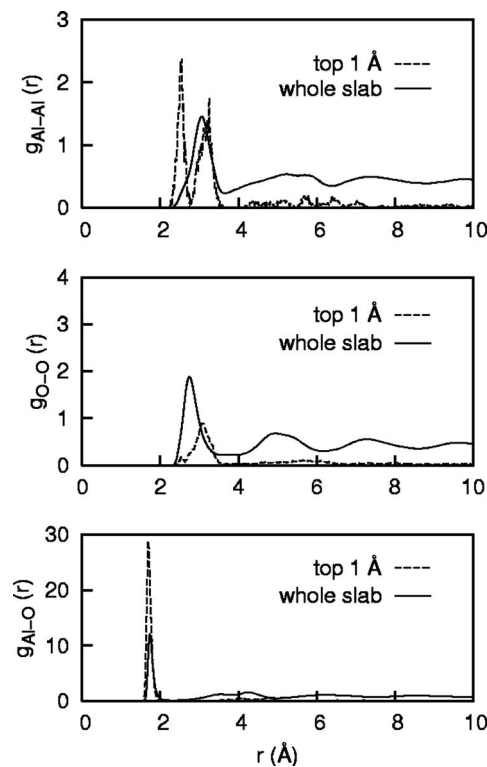 3
2
1
0
g_Al-Al (r)
top 1 Å
whole slab
0 2 4 6 8 10
4
3
2
1
0
g_O-O (r)
top 1 Å
whole slab
0 2 4 6 8 10
30
20
10
0
g_Al-O (r)
top 1 Å
whole slab
0 2 4 6 8 10
r (Å)